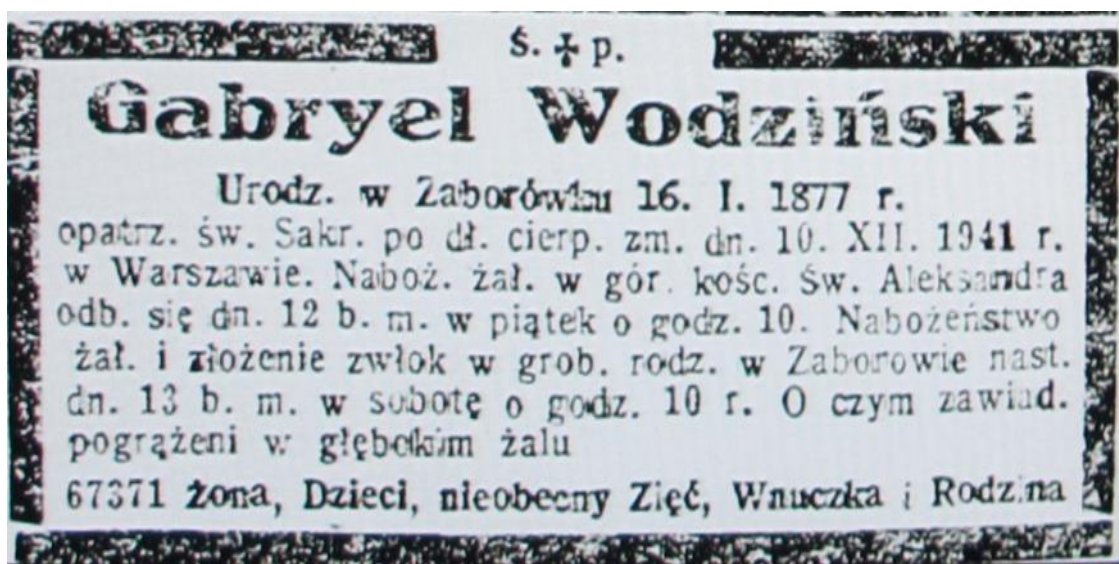 Ś. ✝ p.
Gabryel Wodziński
Urodz. w Zaborówku 16. I. 1877 r.
opatrz. św. Sakr. po dł. cierp. zm. dn. 10. XII. 1941 r.
w Warszawie. Naboż. żał. w gór. kośc. Św. Aleksandra
odb. się dn. 12 b. m. w piątek o godz. 10. Nabożeństwo
żał. i złożenie zwłok w grob. rodz. w Zaborowie nast.
dn. 13 b. m. w sobotę o godz. 10 r. O czym zawiad.
pogrążeni w głębokim żalu
67371 Żona, Dzieci, nieobecny Zięć, Wnuczka i Rodzina